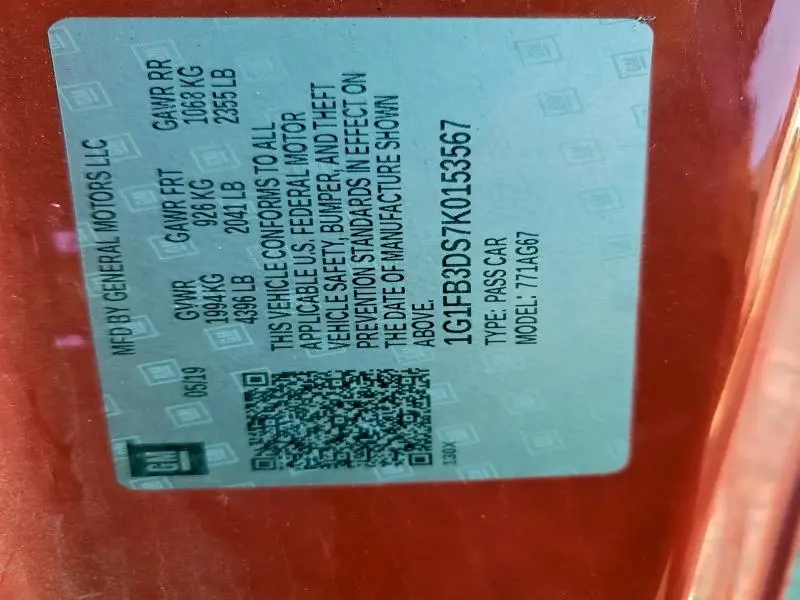 GM
MFD BY GENERAL MOTORS LLC
05/19
GVWR GAWR FRT GAWR RR
1994 KG 926 KG 1068 KG
4396 LB 2041 LB 2355 LB
THIS VEHICLE CONFORMS TO ALL
APPLICABLE U.S. FEDERAL MOTOR
VEHICLE SAFETY, BUMPER, AND THEFT
PREVENTION STANDARDS IN EFFECT ON
THE DATE OF MANUFACTURE SHOWN
ABOVE.
1G1FB3DS7K0153567
TYPE: PASS CAR
MODEL: 771AG67
130X